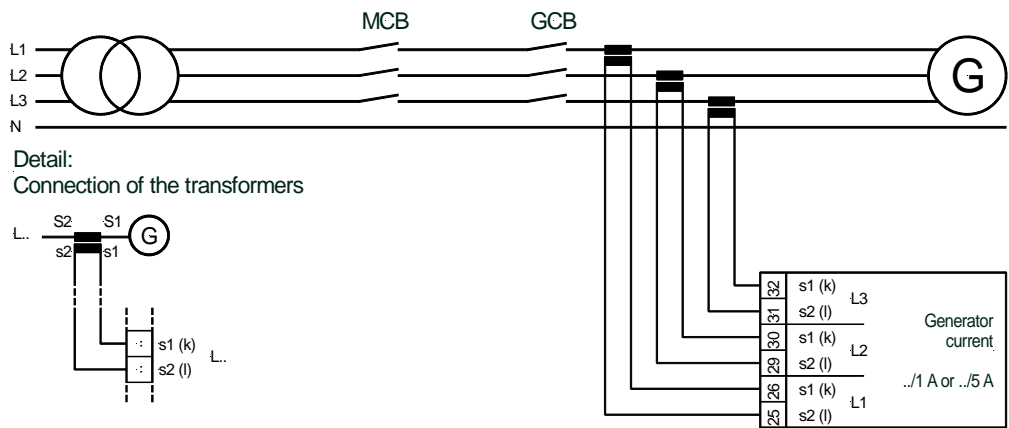 MCB GCB
L1
L2
G
L3
N
Detail:
Connection of the transformers
S2 S1
L.. G
s2 s1
s1 (k)
L..
s2 (l)
32 s1 (k)
L3
31 s2 (l)
30 s1 (k)
L2
29 s2 (l)
26 s1 (k)
L1
25 s2 (l)
Generator
current
../1 A or ../5 A